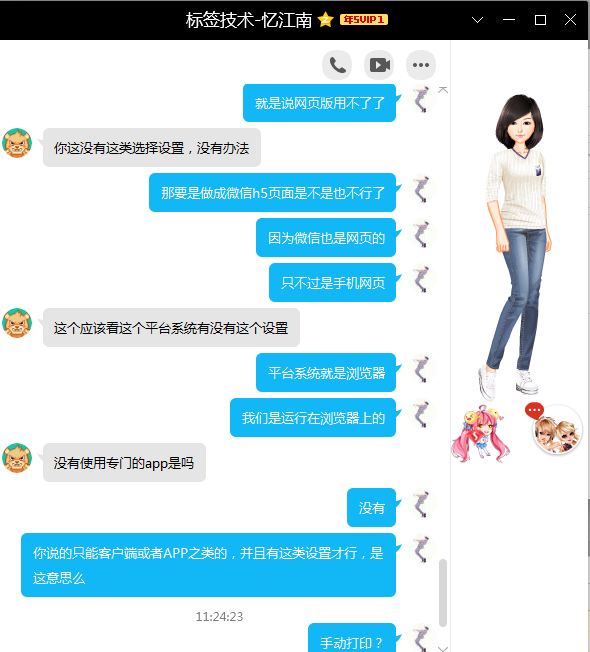 标签技术-忆江南
年SVIP1
就是说网页版用不了了
你这没有这类选择设置，没有办法
那要是做成微信h5页面是不是也不行了
因为微信也是网页的
只不过是手机网页
这个应该看这个平台系统有没有这个设置
平台系统就是浏览器
我们是运行在浏览器上的
没有使用专门的app是吗
没有
你说的只能客户端或者APP之类的，并且有这类设置才行，是
这意思么
11:24:23
手动打印？